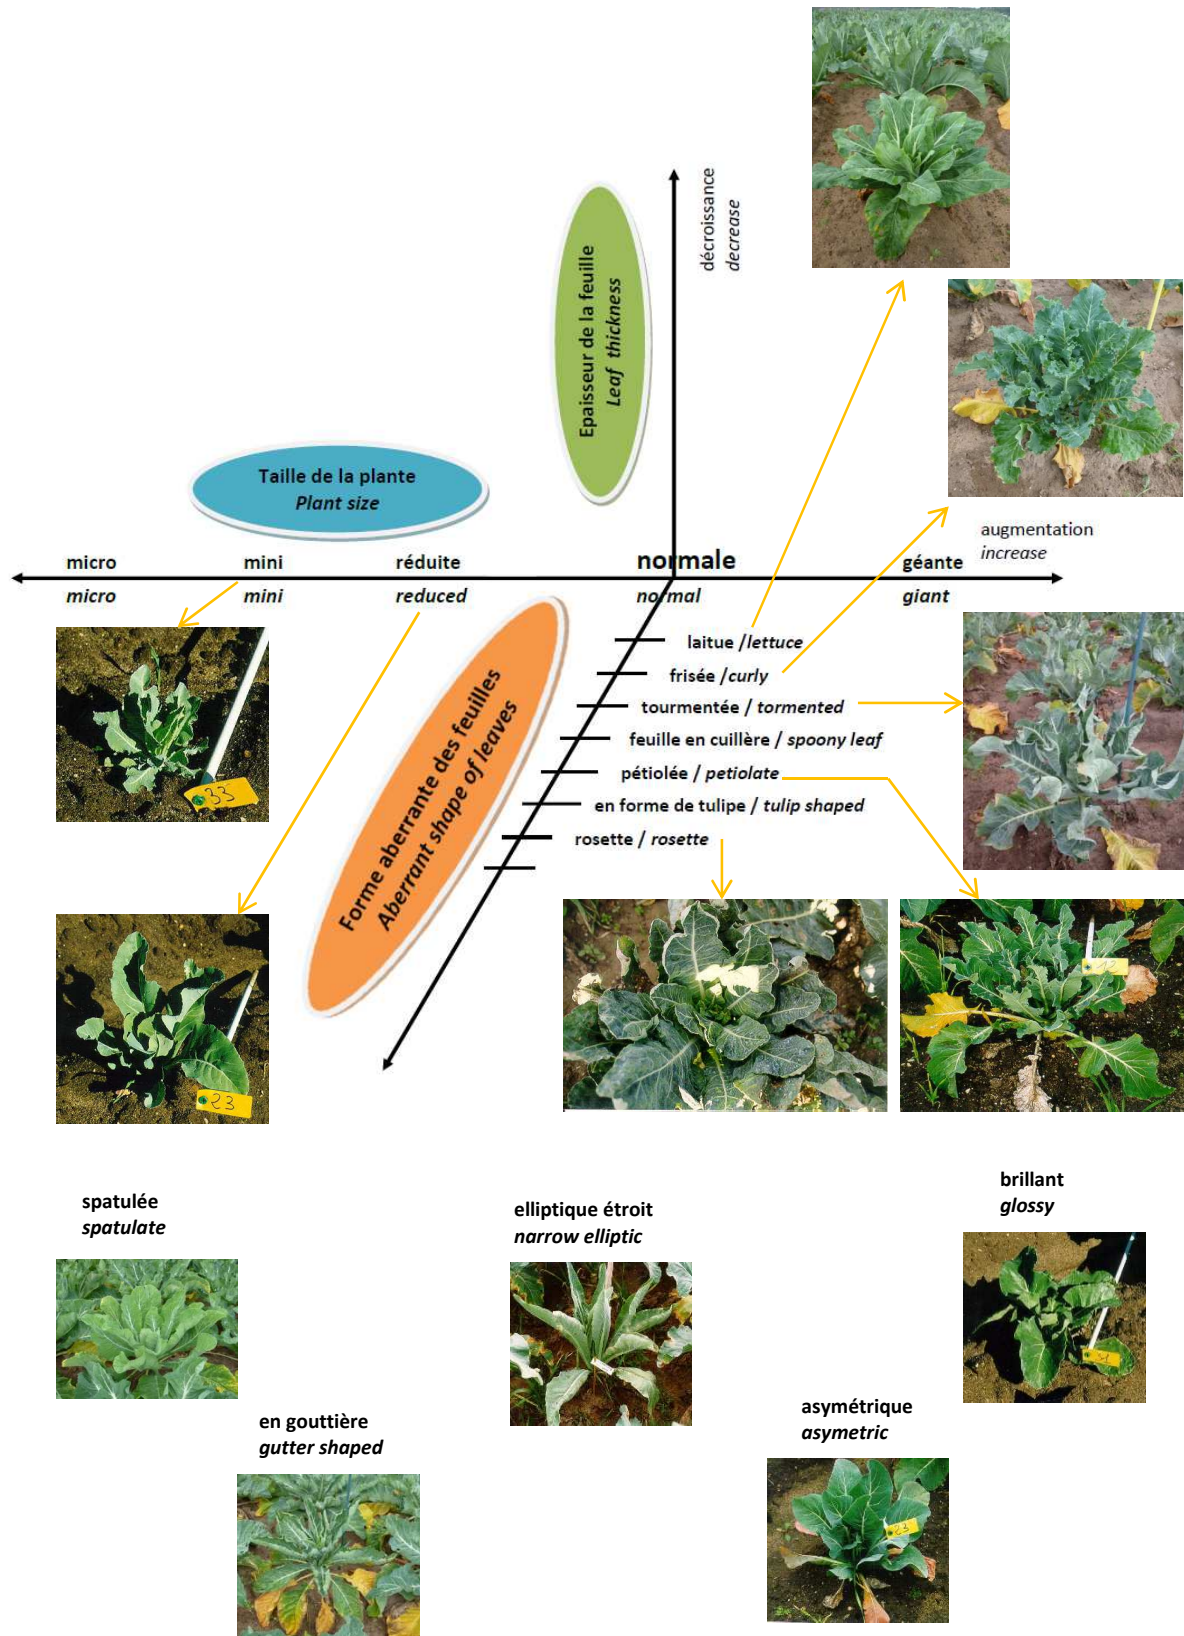 décroissance
decrease
Epaisseur de la feuille
Leaf thickness
Taille de la plante
Plant size
augmentation
increase
micro mini réduite normale géante
micro mini reduced normal giant
laitue /lettuce
frisée /curly
tourmentée / tormented
feuille en cuillère / spoony leaf
pétiolée / petiolate
en forme de tulipe / tulip shaped
rosette / rosette
Forme aberrante des feuilles
Aberrant shape of leaves
33
23
12
spatulée
spatulate
elliptique étroit
narrow elliptic
brillant
glossy
en gouttière
gutter shaped
asymétrique
asymetric
23